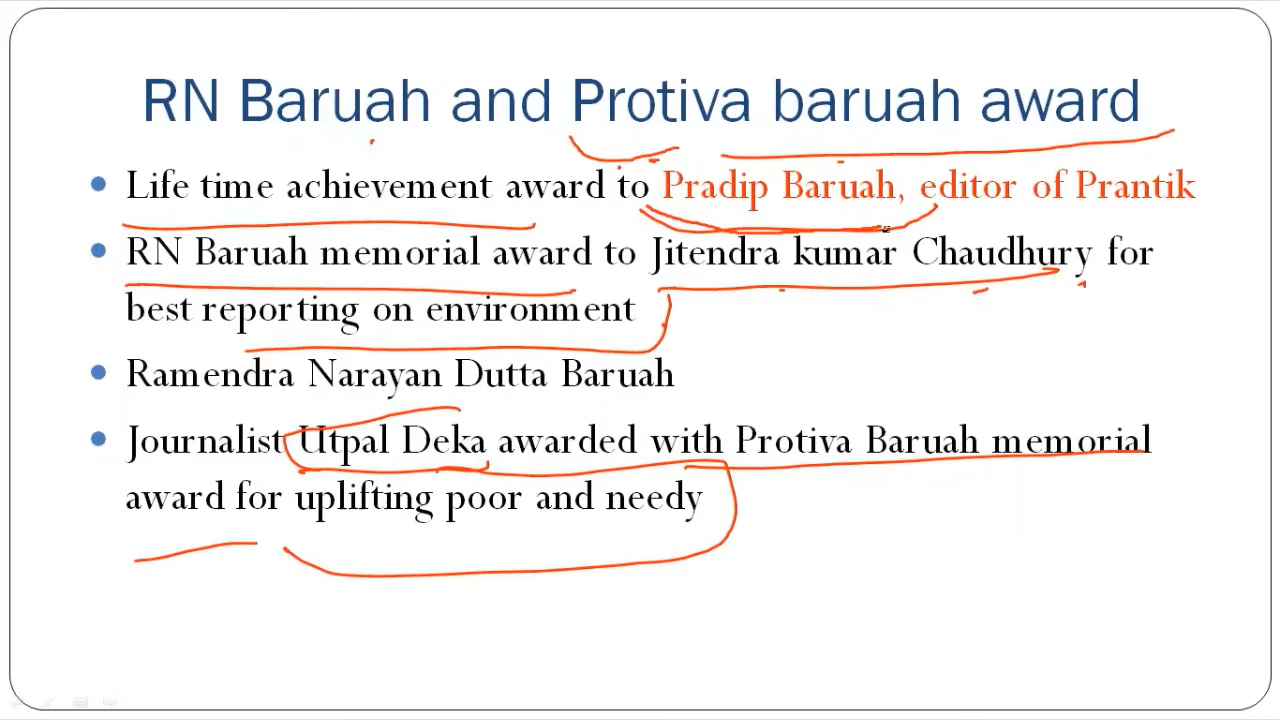 RN Baruah and Protiva baruah award
• Life time achievement award to Pradip Baruah, editor of Prantik
• RN Baruah memorial award to Jitendra kumar Chaudhury for
best reporting on environment
• Ramendra Narayan Dutta Baruah
• Journalist Utpal Deka awarded with Protiva Baruah memorial
award for uplifting poor and needy